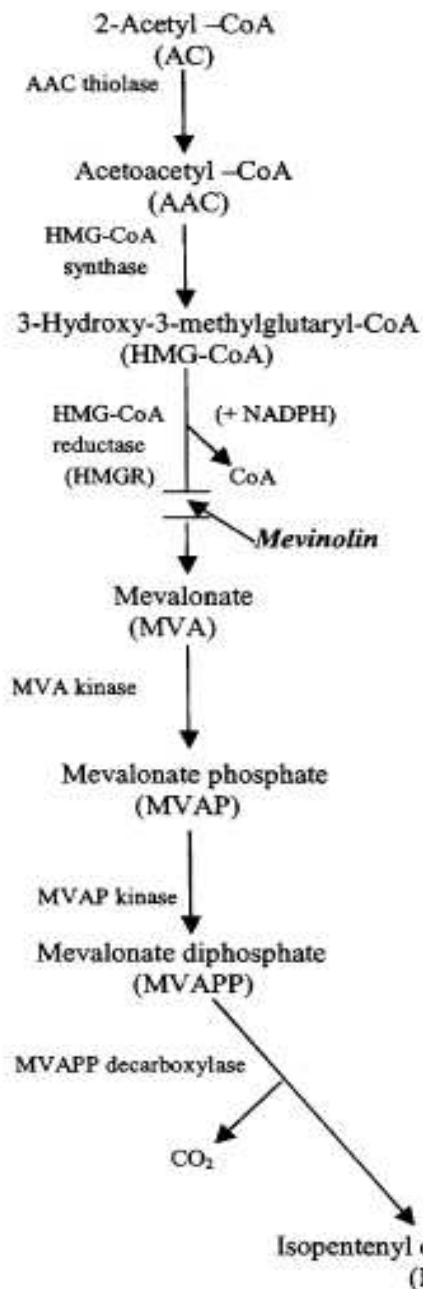 2-Acetyl –CoA
(AC)
AAC thiolase
Acetoacetyl –CoA
(AAC)
HMG-CoA
synthase
3-Hydroxy-3-methylglutaryl-CoA
(HMG-CoA)
HMG-CoA (+ NADPH)
reductase
(HMGR) CoA
Mevinolin
Mevalonate
(MVA)
MVA kinase
Mevalonate phosphate
(MVAP)
MVAP kinase
Mevalonate diphosphate
(MVAPP)
MVAPP decarboxylase
CO₂
Isopentenyl